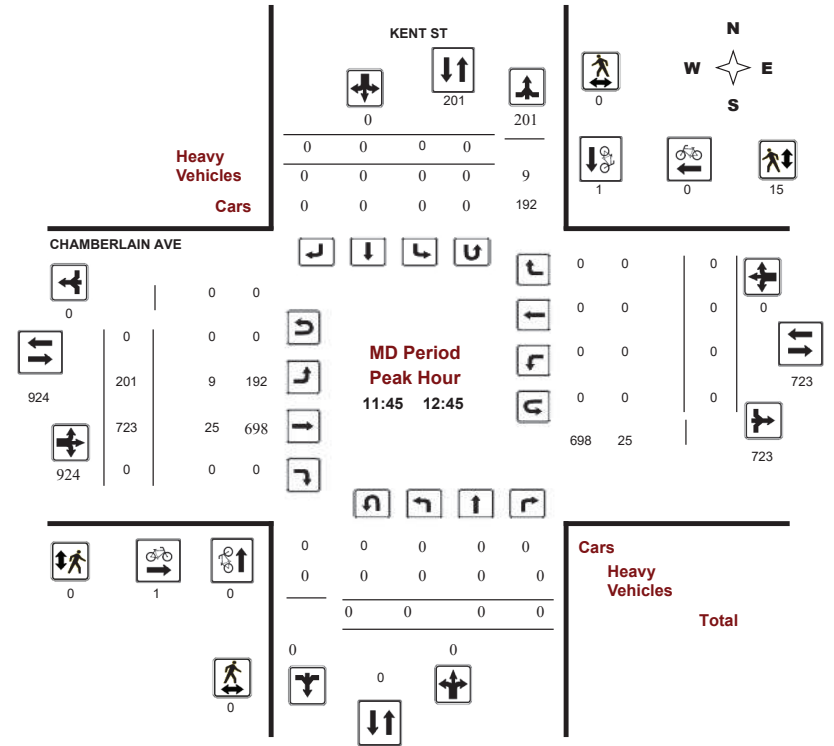 KENT ST
N
W E
S
201
0
0 201
0 0 0 0
Heavy
Vehicles
0 0 0 0 9
Cars
0 0 0 0 192
1 0 15
CHAMBERLAIN AVE
0
0 0
0 0 0
0 0 0
0
924
201 9 192
723 25 698
924
0 0 0
MD Period
Peak Hour
11:45 12:45
0 0 0
0
0 0 0
723
0 0 0
0 0 0
698 25
723
0 0 0 0 0
0 0 0 0 0
0 0 0 0
Cars
Heavy
Vehicles
Total
0 1 0
0 0
0
0